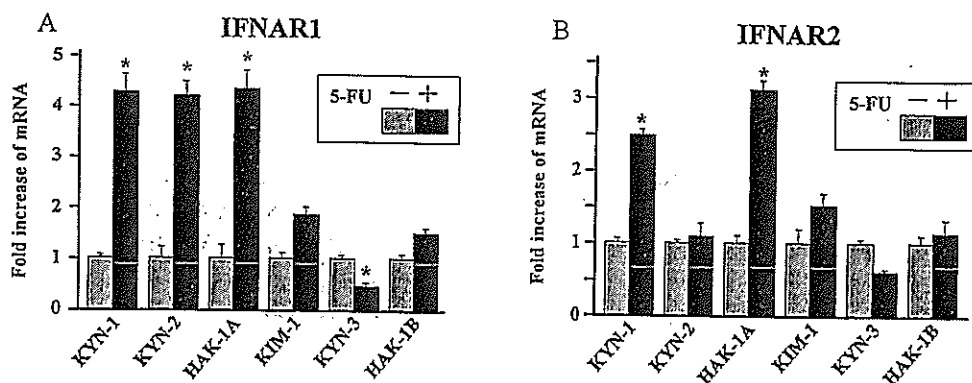 A
IFNAR1
Fold increase of mRNA
5
4
3
2
1
0
*
*
*
*
5-FU − +
KYN-1
KYN-2
HAK-1A
KIM-1
KYN-3
HAK-1B
B
IFNAR2
Fold increase of mRNA
3
2
1
0
*
*
5-FU − +
KYN-1
KYN-2
HAK-1A
KIM-1
KYN-3
HAK-1B